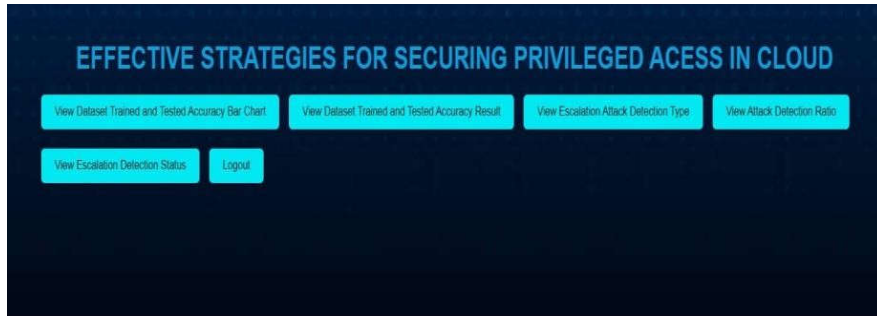 EFFECTIVE STRATEGIES FOR SECURING PRIVILEGED ACESS IN CLOUD
View Dataset Trained and Tested Accuracy Bar Chart
View Dataset Trained and Tested Accuracy Result
View Escalation Attack Detection Type
View Attack Detection Ratio
View Escalation Detection Status
Logout